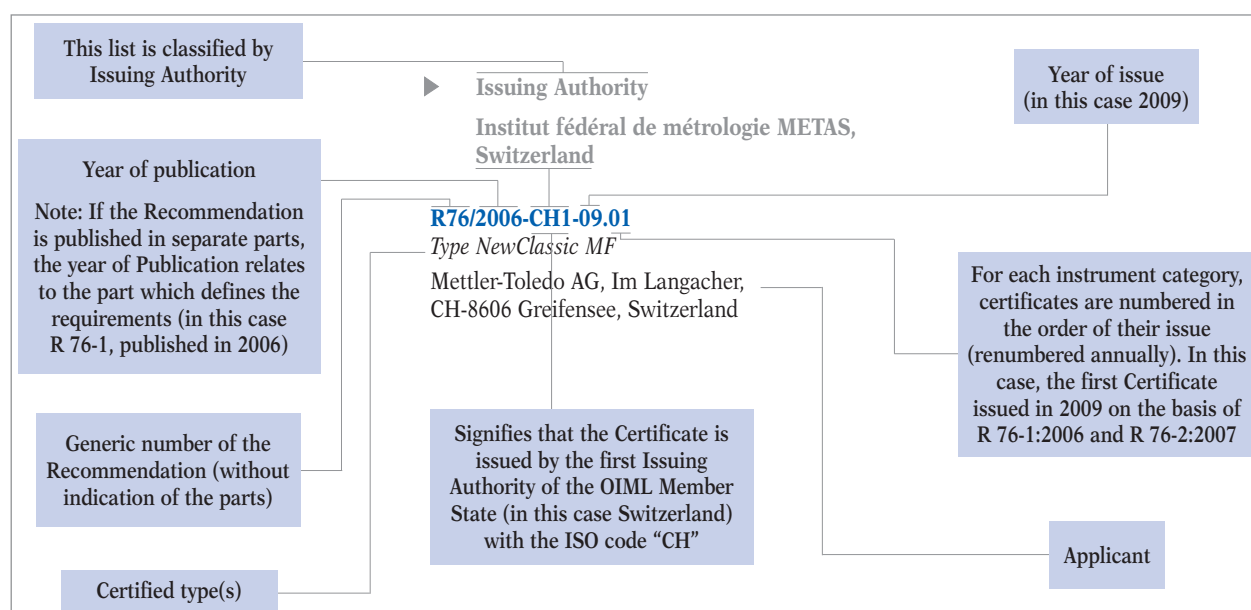 This list is classified by
Issuing Authority
Issuing Authority
Institut fédéral de métrologie METAS,
Switzerland
Year of issue
(in this case 2009)
Year of publication
Note: If the Recommendation
is published in separate parts,
the year of Publication relates
to the part which defines the
requirements (in this case
R 76-1, published in 2006)
R76/2006-CH1-09.01
Type NewClassic MF
Mettler-Toledo AG, Im Langacher,
CH-8606 Greifensee, Switzerland
For each instrument category,
certificates are numbered in
the order of their issue
(renumbered annually). In this
case, the first Certificate
issued in 2009 on the basis of
R 76-1:2006 and R 76-2:2007
Generic number of the
Recommendation (without
indication of the parts)
Signifies that the Certificate is
issued by the first Issuing
Authority of the OIML Member
State (in this case Switzerland)
with the ISO code “CH”
Applicant
Certified type(s)